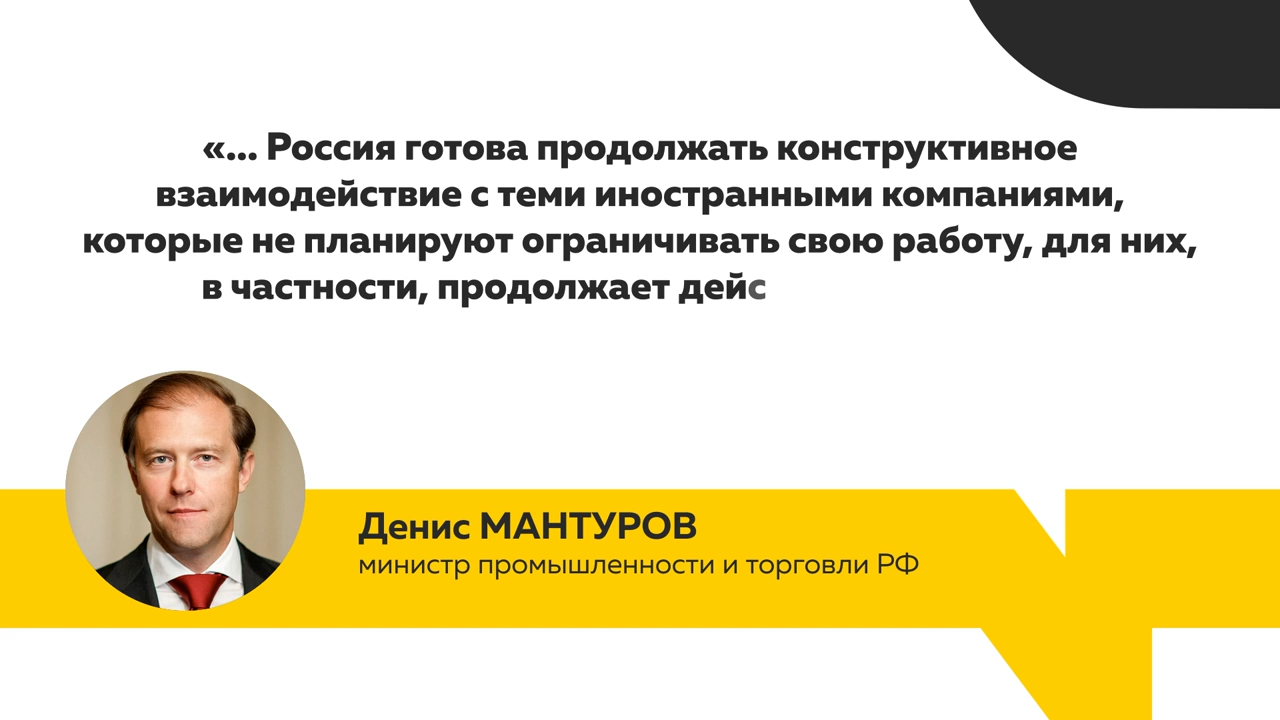 «... Россия готова продолжать конструктивное
взаимодействие с теми иностранными компаниями,
которые не планируют ограничивать свою работу, для них,
в частности, продолжает дейс
Денис МАНТУРОВ
министр промышленности и торговли РФ